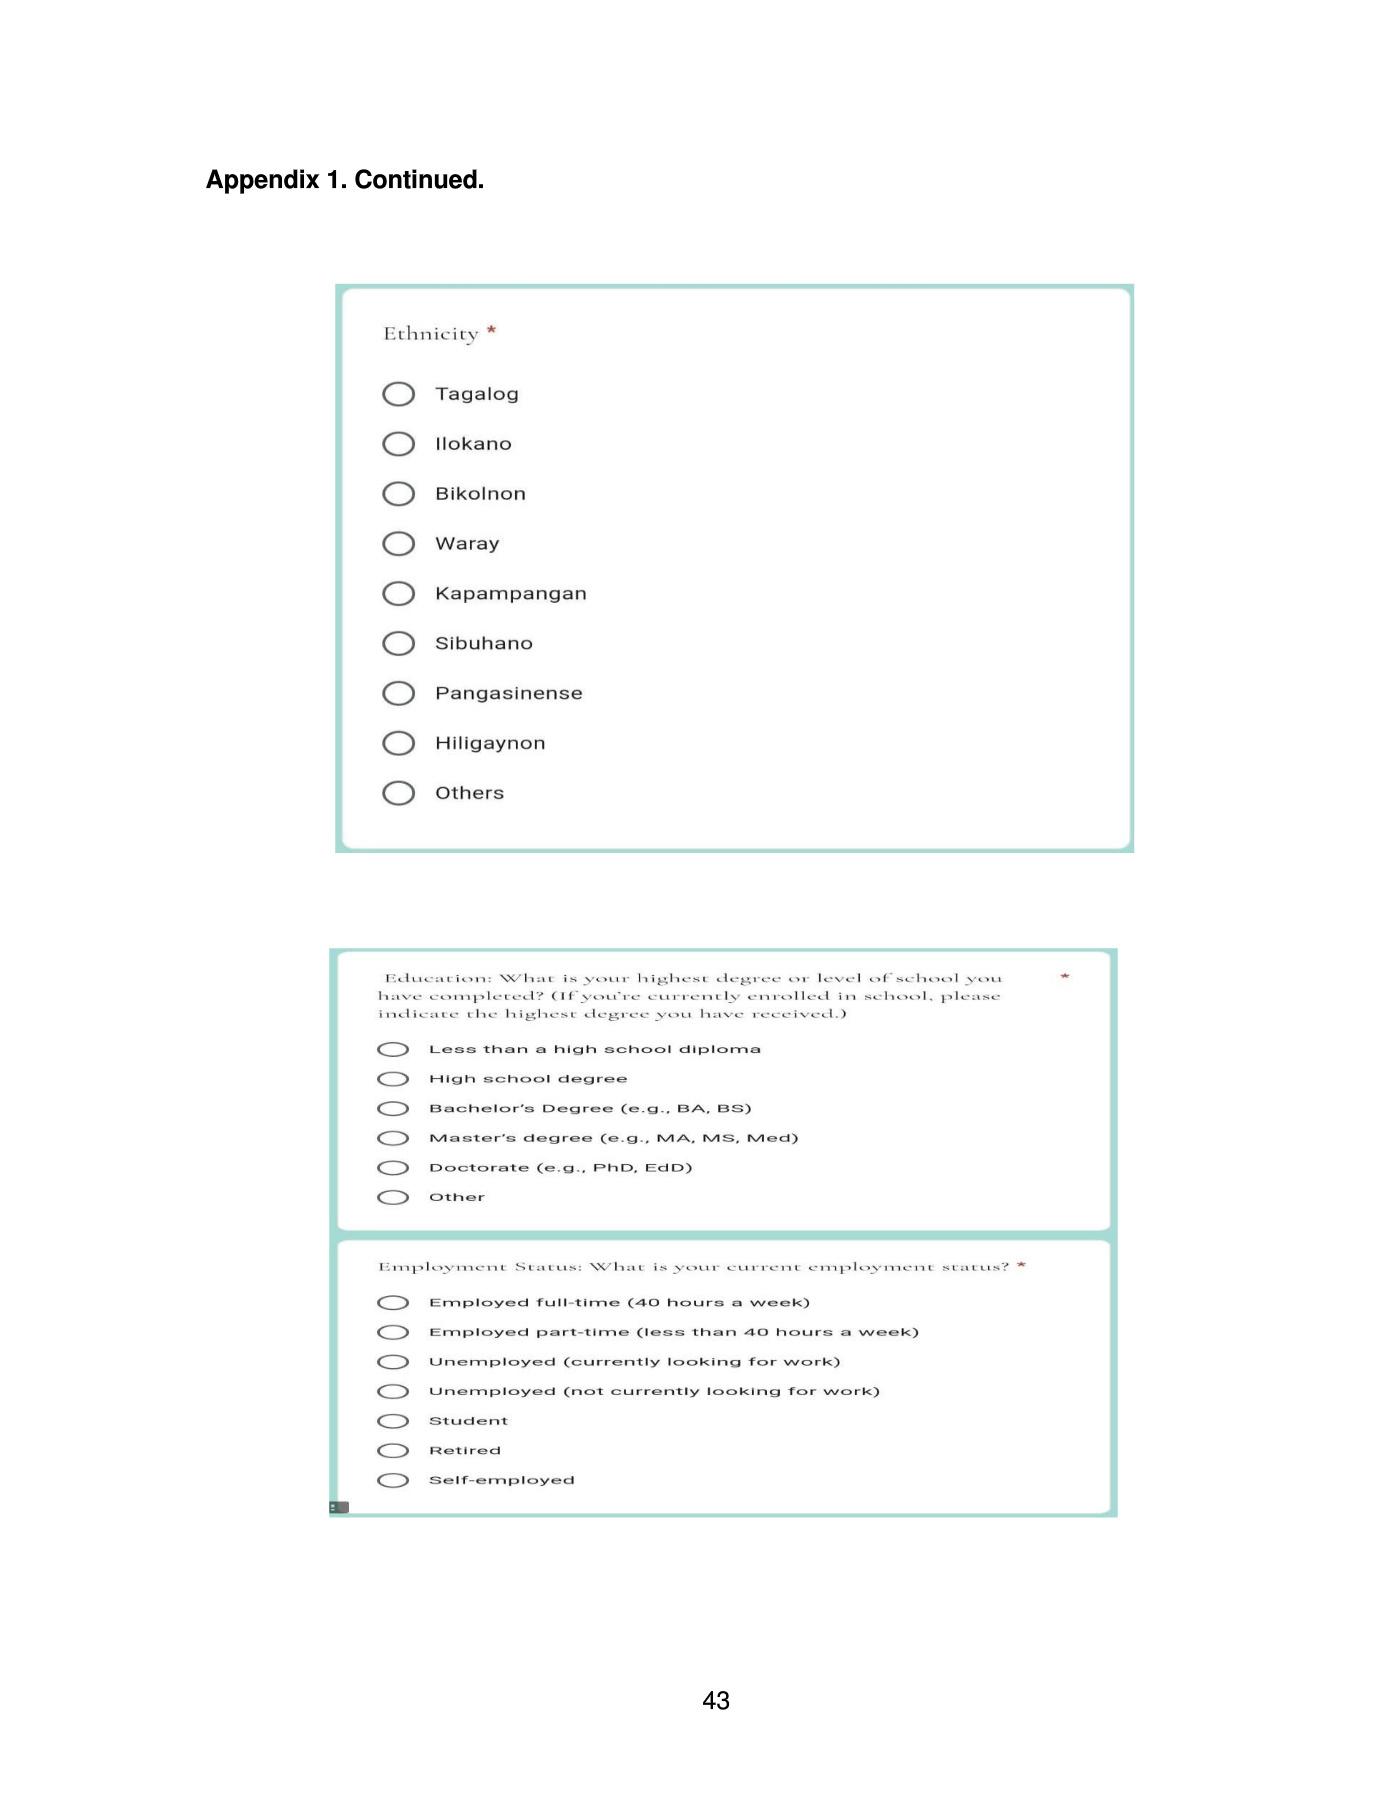 Appendix 1. Continued.
Ethnicity *
Tagalog
Ilokano
Bikolnon
Waray
Kapampangan
Sibuhano
Pangasinense
Hiligaynon
Others
Education: What is your highest degree or level of school you *
have completed? (If you're currently enrolled in school, please
indicate the highest degree you have received.)
Less than a high school diploma
High school degree
Bachelor's Degree (e.g., BA, BS)
Master's degree (e.g., MA, MS, Med)
Doctorate (e.g., PhD, EdD)
Other
Employment Status: What is your current employment status? *
Employed full-time (40 hours a week)
Employed part-time (less than 40 hours a week)
Unemployed (currently looking for work)
Unemployed (not currently looking for work)
Student
Retired
Self-employed
43